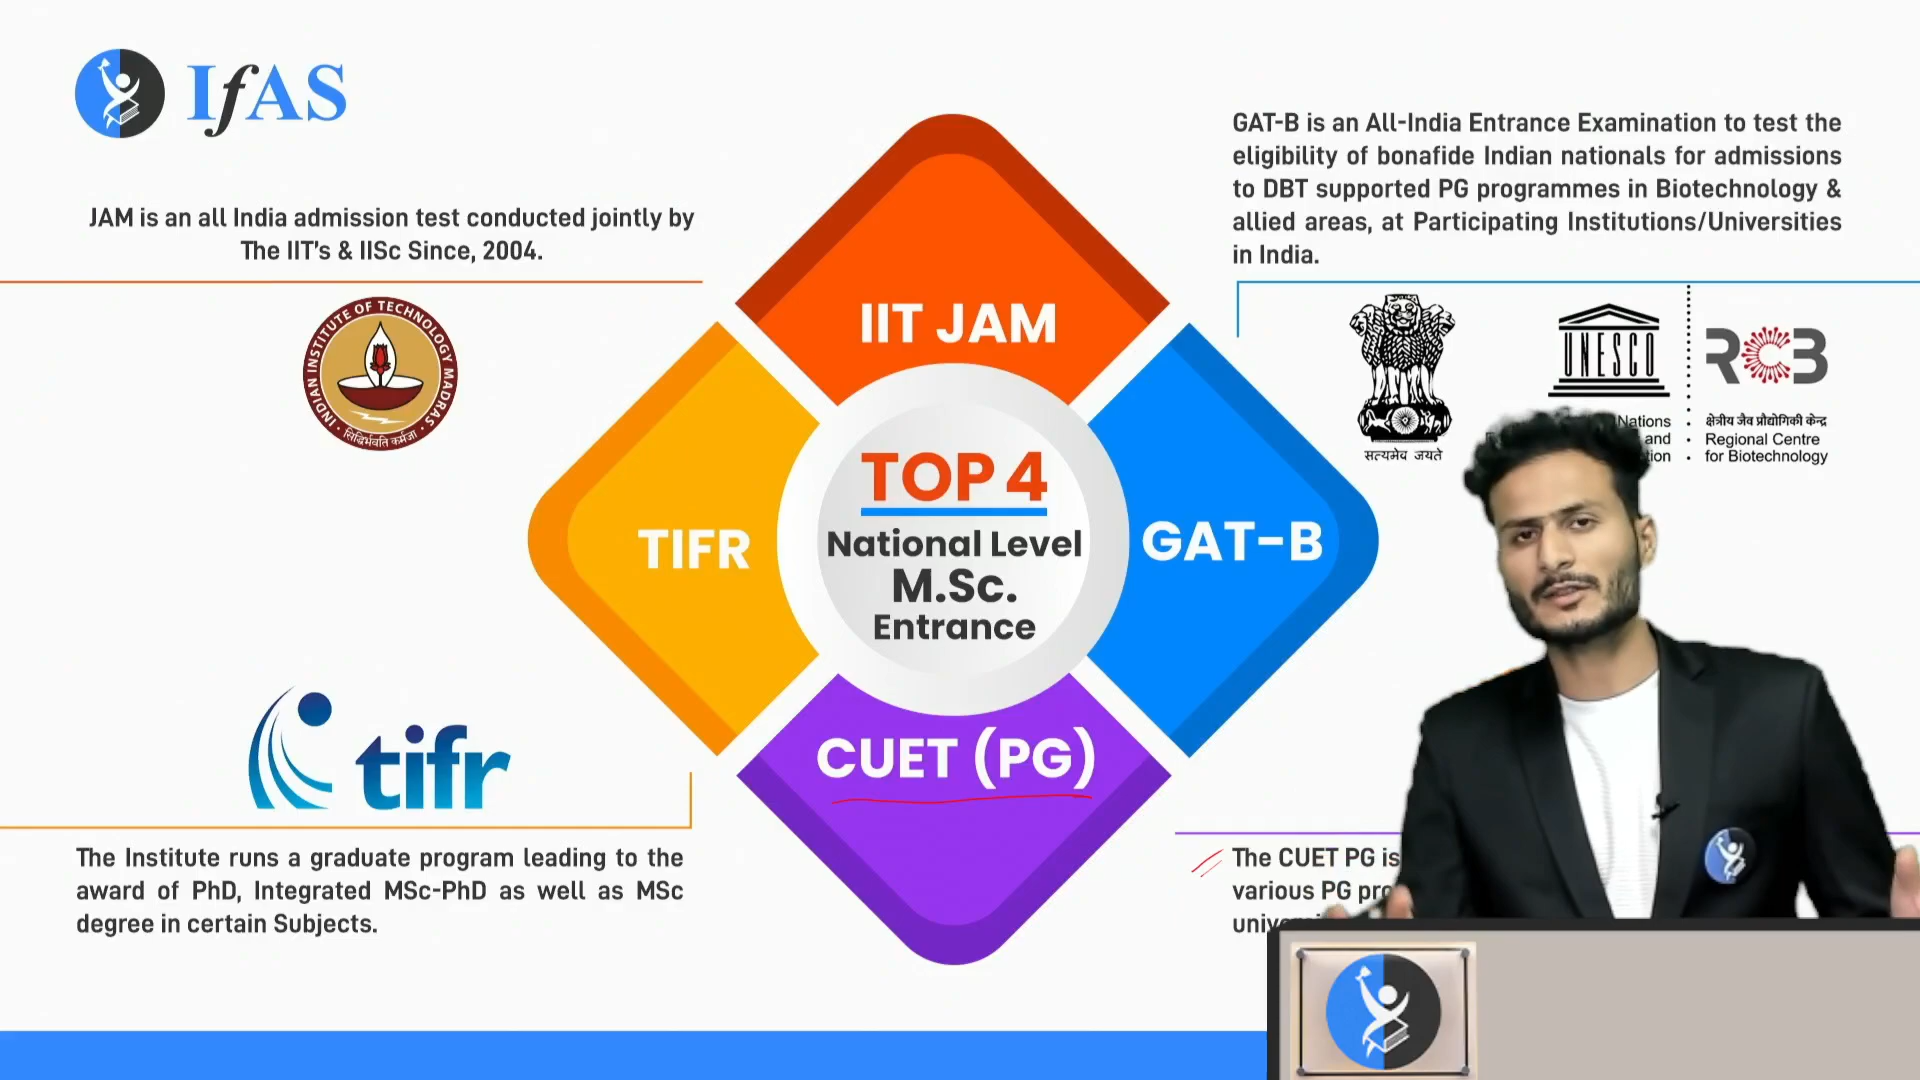 IfAS
JAM is an all India admission test conducted jointly by
The IIT's & IISc Since, 2004.
INDIAN INSTITUTE OF TECHNOLOGY MADRAS
सिद्धिर्भवति कर्मजा
GAT-B is an All-India Entrance Examination to test the
eligibility of bonafide Indian nationals for admissions
to DBT supported PG programmes in Biotechnology &
allied areas, at Participating Institutions/Universities
in India.
सत्यमेव जयते
UNESCO
Nations
and
RCB
क्षेत्रीय जैव प्रौद्योगिकी केन्द्र
Regional Centre
for Biotechnology
IIT JAM
TIFR
TOP 4
National Level
M.Sc.
Entrance
GAT-B
CUET (PG)
tifr
The Institute runs a graduate program leading to the
award of PhD, Integrated MSc-PhD as well as MSc
degree in certain Subjects.
The CUET PG is
various PG